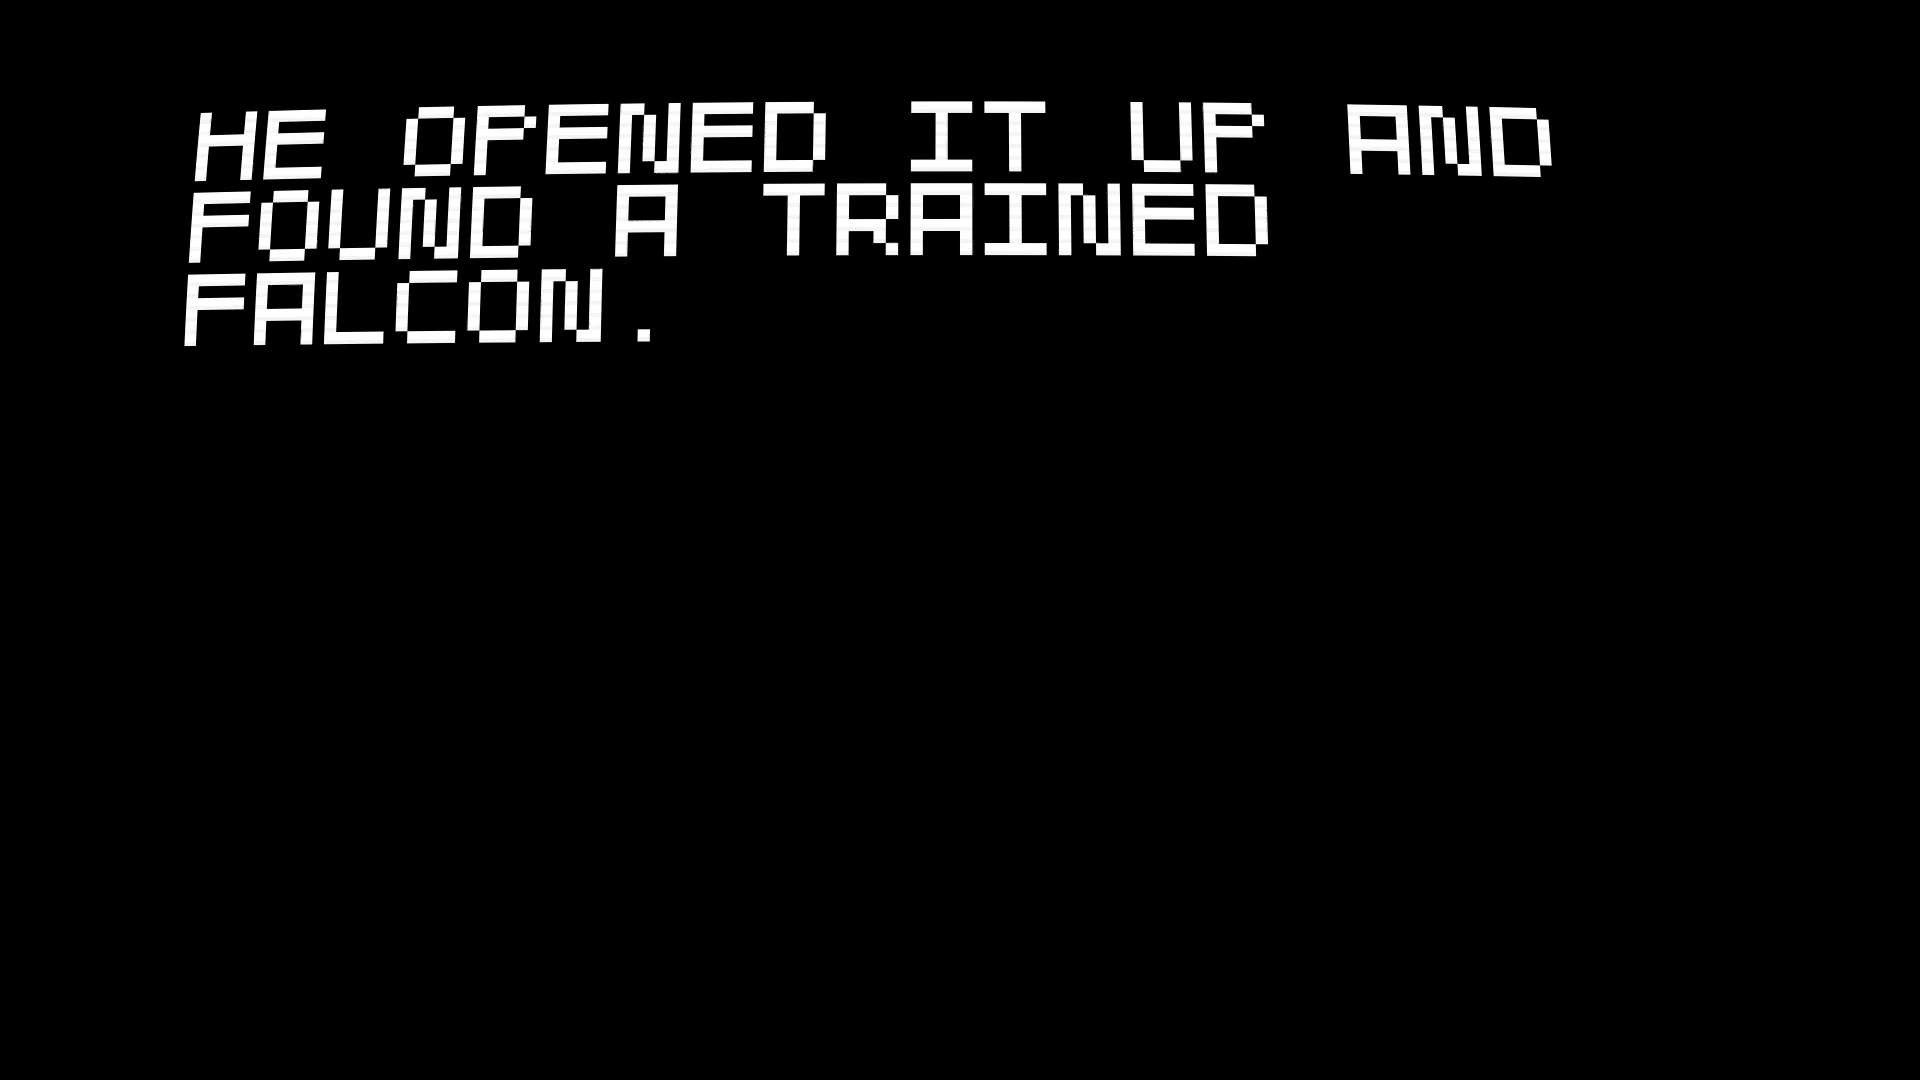 HE OPENED IT UP AND
FOUND A TRAINED
FALCON.